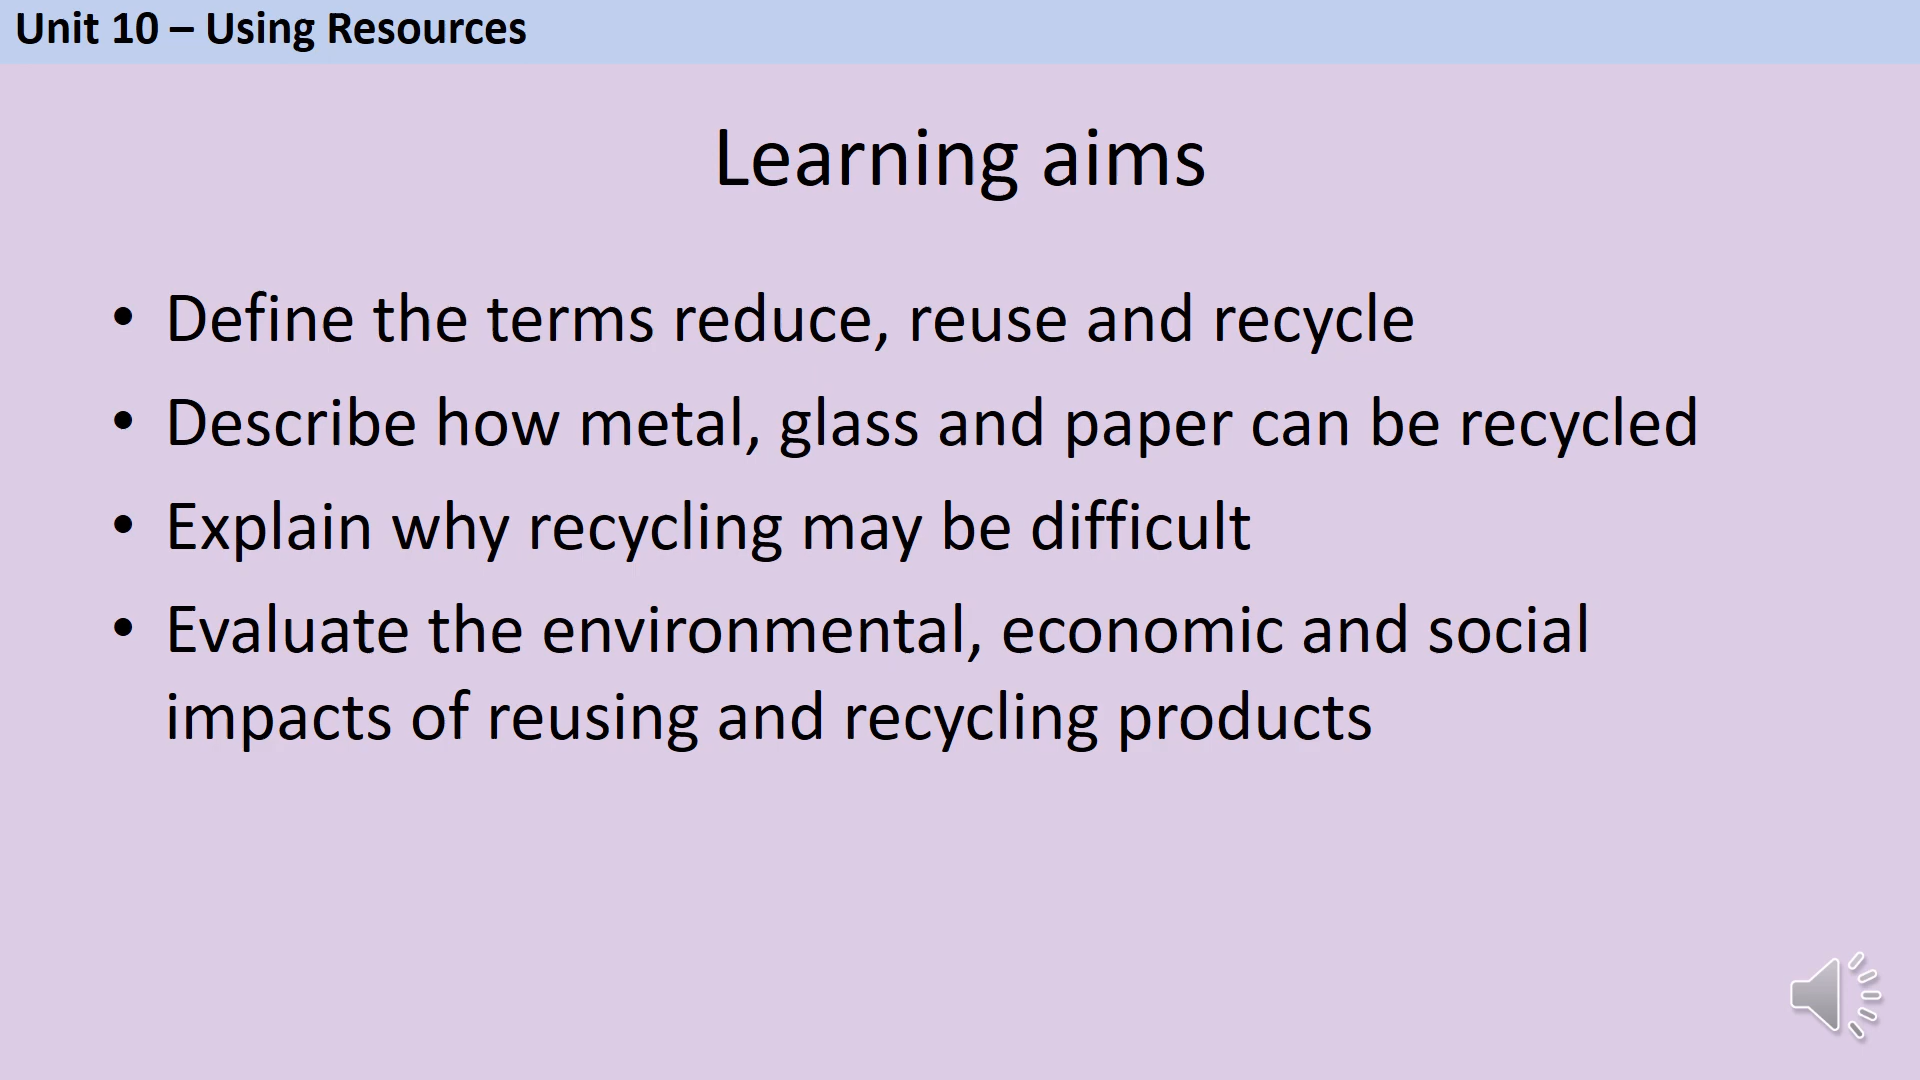 Unit 10 – Using Resources
Learning aims
• Define the terms reduce, reuse and recycle
• Describe how metal, glass and paper can be recycled
• Explain why recycling may be difficult
• Evaluate the environmental, economic and social
impacts of reusing and recycling products